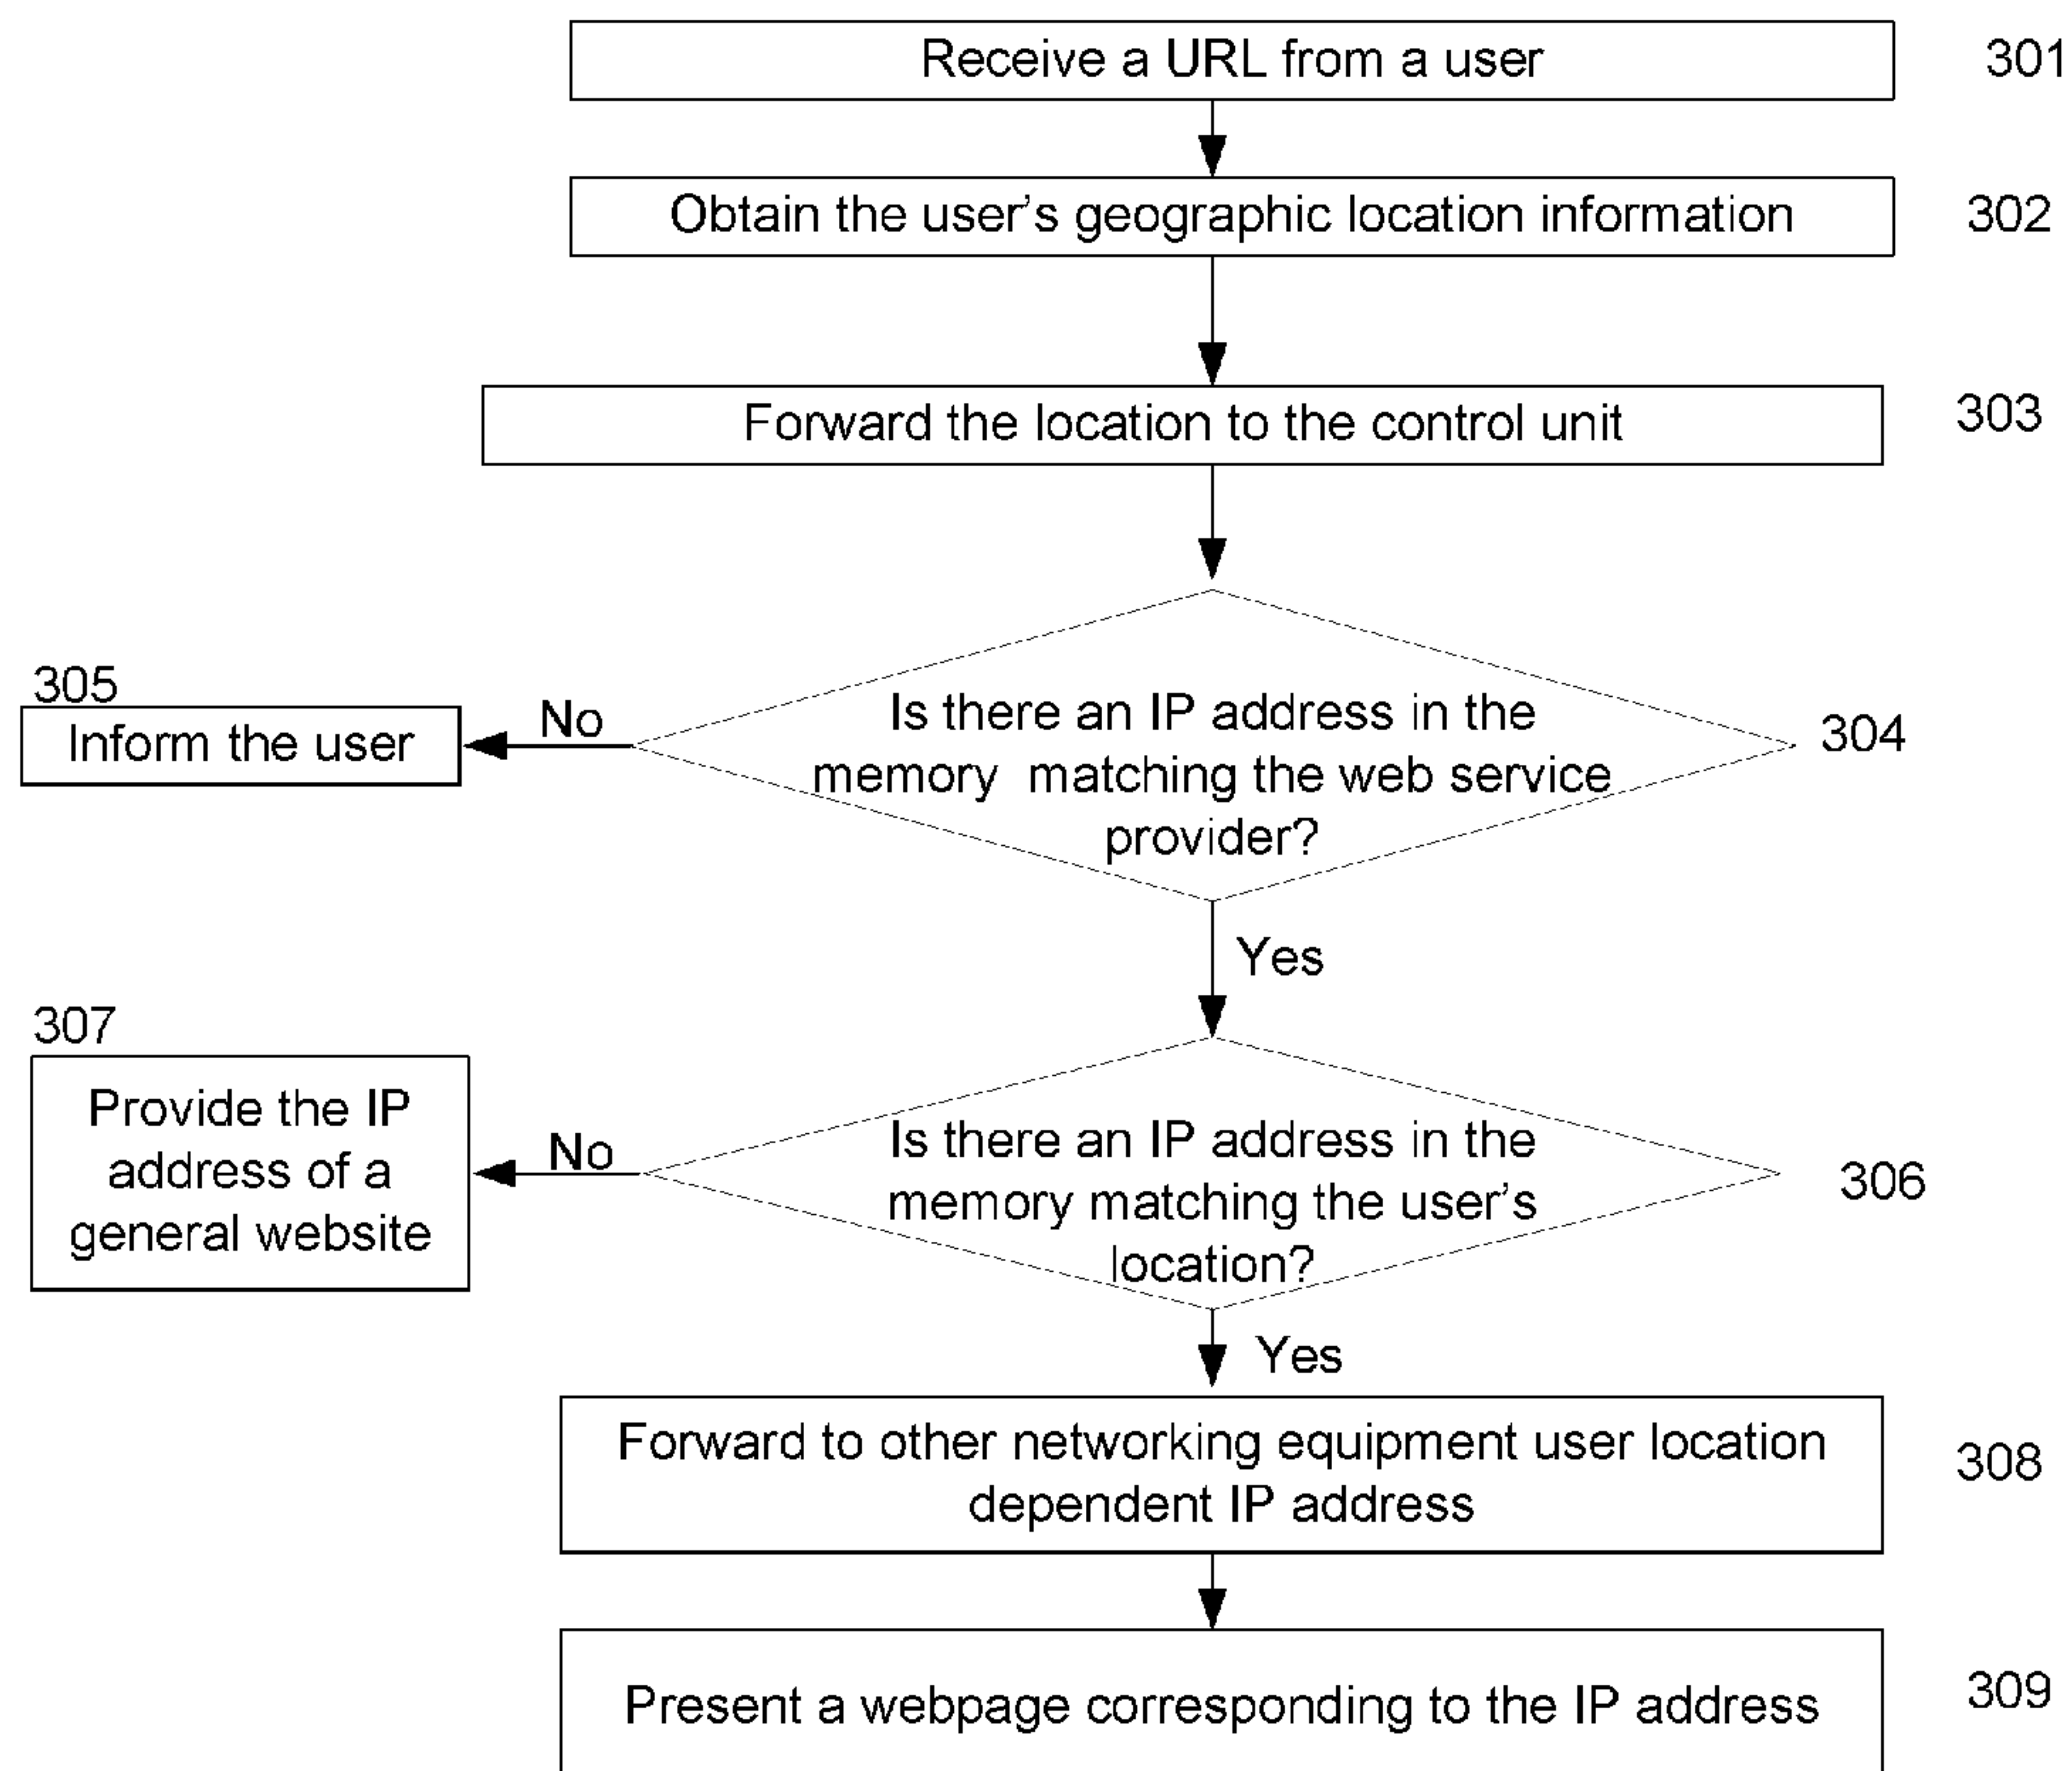 Receive a URL from a user
301
Obtain the user's geographic location information
302
Forward the location to the control unit
303
Is there an IP address in the
memory matching the web service
provider?
304
No
305
Inform the user
Yes
Is there an IP address in the
memory matching the user's
location?
306
No
307
Provide the IP
address of a
general website
Yes
Forward to other networking equipment user location
dependent IP address
308
Present a webpage corresponding to the IP address
309